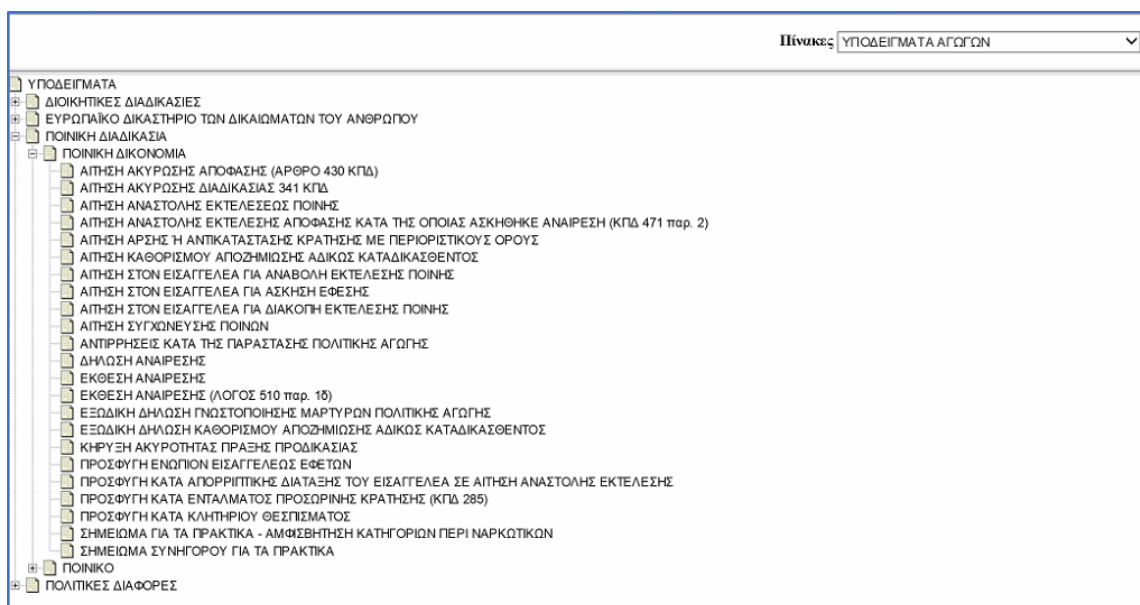 Πίνακες ΥΠΟΔΕΙΓΜΑΤΑ ΑΓΩΓΩΝ
ΥΠΟΔΕΙΓΜΑΤΑ
ΔΙΟΙΚΗΤΙΚΕΣ ΔΙΑΔΙΚΑΣΙΕΣ
ΕΥΡΩΠΑΪΚΟ ΔΙΚΑΣΤΗΡΙΟ ΤΩΝ ΔΙΚΑΙΩΜΑΤΩΝ ΤΟΥ ΑΝΘΡΩΠΟΥ
ΠΟΙΝΙΚΗ ΔΙΑΔΙΚΑΣΙΑ
ΠΟΙΝΙΚΗ ΔΙΚΟΝΟΜΙΑ
ΑΙΤΗΣΗ ΑΚΥΡΩΣΗΣ ΑΠΟΦΑΣΗΣ (ΑΡΘΡΟ 430 ΚΠΔ)
ΑΙΤΗΣΗ ΑΚΥΡΩΣΗΣ ΔΙΑΔΙΚΑΣΙΑΣ 341 ΚΠΔ
ΑΙΤΗΣΗ ΑΝΑΣΤΟΛΗΣ ΕΚΤΕΛΕΣΕΩΣ ΠΟΙΝΗΣ
ΑΙΤΗΣΗ ΑΝΑΣΤΟΛΗΣ ΕΚΤΕΛΕΣΗΣ ΑΠΟΦΑΣΗΣ ΚΑΤΑ ΤΗΣ ΟΠΟΙΑΣ ΑΣΚΗΘΗΚΕ ΑΝΑΙΡΕΣΗ (ΚΠΔ 471 παρ. 2)
ΑΙΤΗΣΗ ΑΡΣΗΣ Ή ΑΝΤΙΚΑΤΑΣΤΑΣΗΣ ΚΡΑΤΗΣΗΣ ΜΕ ΠΕΡΙΟΡΙΣΤΙΚΟΥΣ ΟΡΟΥΣ
ΑΙΤΗΣΗ ΚΑΘΟΡΙΣΜΟΥ ΑΠΟΖΗΜΙΩΣΗΣ ΑΔΙΚΩΣ ΚΑΤΑΔΙΚΑΣΘΕΝΤΟΣ
ΑΙΤΗΣΗ ΣΤΟΝ ΕΙΣΑΓΓΕΛΕΑ ΓΙΑ ΑΝΑΒΟΛΗ ΕΚΤΕΛΕΣΗΣ ΠΟΙΝΗΣ
ΑΙΤΗΣΗ ΣΤΟΝ ΕΙΣΑΓΓΕΛΕΑ ΓΙΑ ΑΣΚΗΣΗ ΕΦΕΣΗΣ
ΑΙΤΗΣΗ ΣΤΟΝ ΕΙΣΑΓΓΕΛΕΑ ΓΙΑ ΔΙΑΚΟΠΗ ΕΚΤΕΛΕΣΗΣ ΠΟΙΝΗΣ
ΑΙΤΗΣΗ ΣΥΓΧΩΝΕΥΣΗΣ ΠΟΙΝΩΝ
ΑΝΤΙΡΡΗΣΕΙΣ ΚΑΤΑ ΤΗΣ ΠΑΡΑΣΤΑΣΗΣ ΠΟΛΙΤΙΚΗΣ ΑΓΩΓΗΣ
ΔΗΛΩΣΗ ΑΝΑΙΡΕΣΗΣ
ΕΚΘΕΣΗ ΑΝΑΙΡΕΣΗΣ
ΕΚΘΕΣΗ ΑΝΑΙΡΕΣΗΣ (ΛΟΓΟΣ 510 παρ. 1δ)
ΕΞΩΔΙΚΗ ΔΗΛΩΣΗ ΓΝΩΣΤΟΠΟΙΗΣΗΣ ΜΑΡΤΥΡΩΝ ΠΟΛΙΤΙΚΗΣ ΑΓΩΓΗΣ
ΕΞΩΔΙΚΗ ΔΗΛΩΣΗ ΚΑΘΟΡΙΣΜΟΥ ΑΠΟΖΗΜΙΩΣΗΣ ΑΔΙΚΩΣ ΚΑΤΑΔΙΚΑΣΘΕΝΤΟΣ
ΚΗΡΥΞΗ ΑΚΥΡΟΤΗΤΑΣ ΠΡΑΞΗΣ ΠΡΟΔΙΚΑΣΙΑΣ
ΠΡΟΣΦΥΓΗ ΕΝΩΠΙΟΝ ΕΙΣΑΓΓΕΛΕΩΣ ΕΦΕΤΩΝ
ΠΡΟΣΦΥΓΗ ΚΑΤΑ ΑΠΟΡΡΙΠΤΙΚΗΣ ΔΙΑΤΑΞΗΣ ΤΟΥ ΕΙΣΑΓΓΕΛΕΑ ΣΕ ΑΙΤΗΣΗ ΑΝΑΣΤΟΛΗΣ ΕΚΤΕΛΕΣΗΣ
ΠΡΟΣΦΥΓΗ ΚΑΤΑ ΕΝΤΑΛΜΑΤΟΣ ΠΡΟΣΩΡΙΝΗΣ ΚΡΑΤΗΣΗΣ (ΚΠΔ 285)
ΠΡΟΣΦΥΓΗ ΚΑΤΑ ΚΛΗΤΗΡΙΟΥ ΘΕΣΠΙΣΜΑΤΟΣ
ΣΗΜΕΙΩΜΑ ΓΙΑ ΤΑ ΠΡΑΚΤΙΚΑ - ΑΜΦΙΣΒΗΤΗΣΗ ΚΑΤΗΓΟΡΙΩΝ ΠΕΡΙ ΝΑΡΚΩΤΙΚΩΝ
ΣΗΜΕΙΩΜΑ ΣΥΝΗΓΟΡΟΥ ΓΙΑ ΤΑ ΠΡΑΚΤΙΚΑ
ΠΟΙΝΙΚΟ
ΠΟΛΙΤΙΚΕΣ ΔΙΑΦΟΡΕΣ